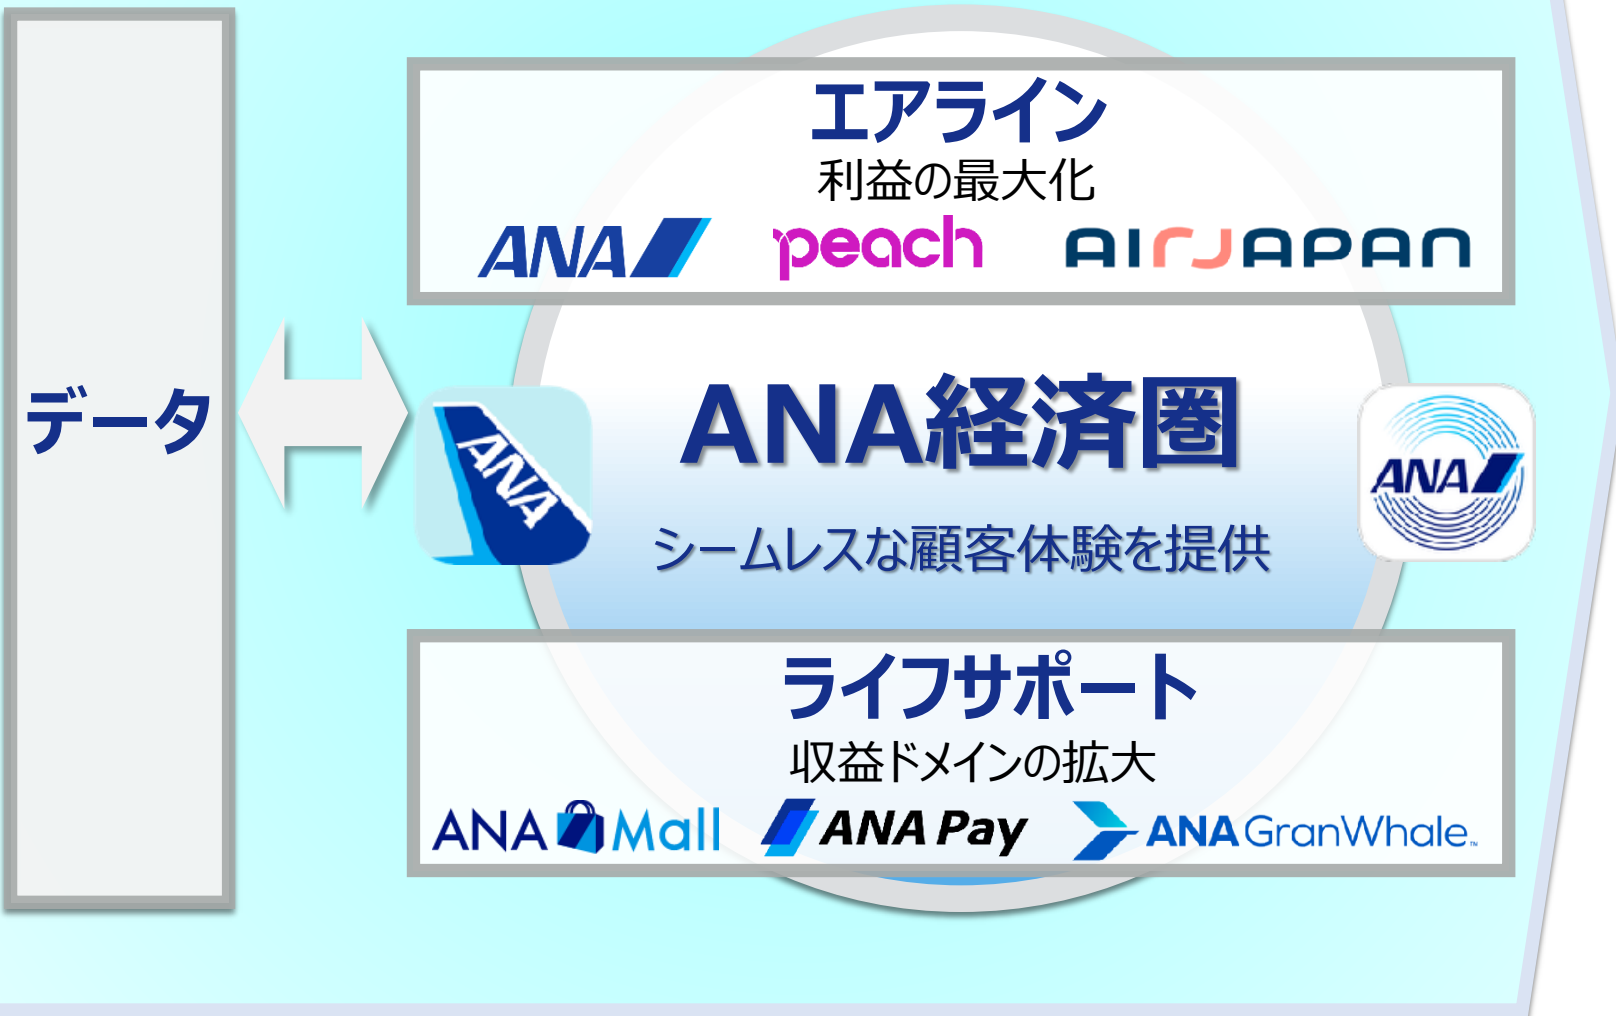 データ
エアライン
利益の最大化
ANA peach AIRJAPAN
ANA経済圏
シームレスな顧客体験を提供
ANA
ANA
ライフサポート
収益ドメインの拡大
ANA Mall ANA Pay ANA GranWhale™